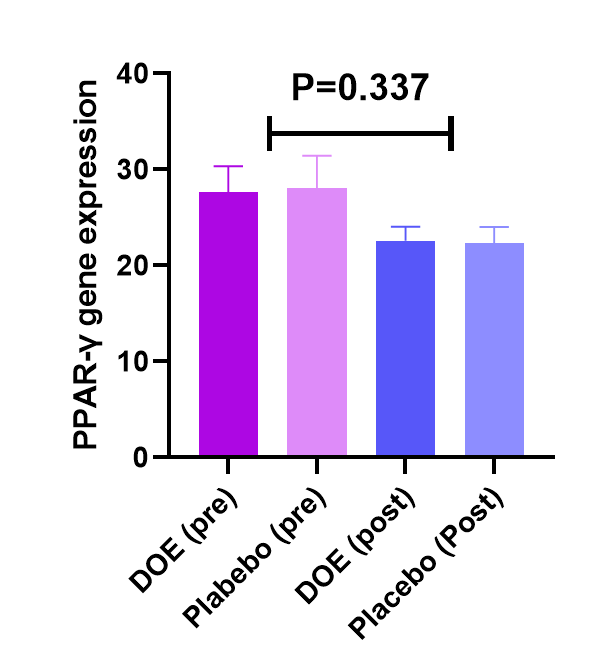 P=0.337
PPAR-γ gene expression
40
30
20
10
0
DOE (pre)
Plabebo (pre)
DOE (post)
Placebo (Post)